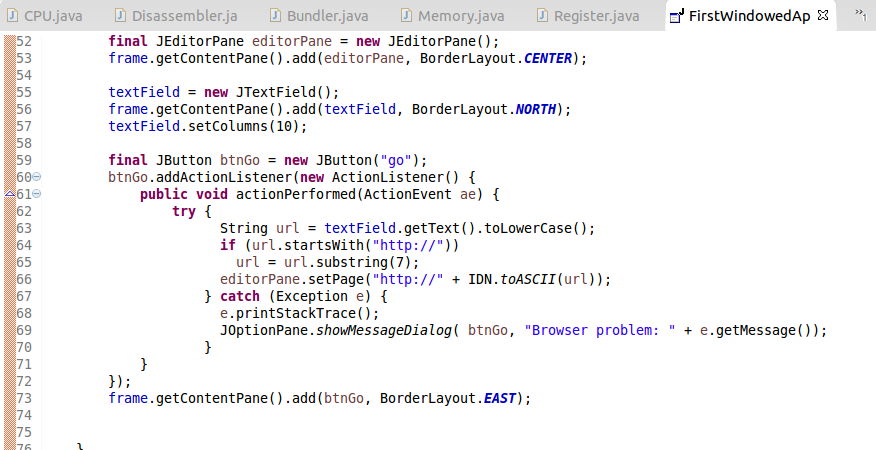 CPU.java Disassembler.ja Bundler.java Memory.java Register.java FirstWindowedAp »1
52 final JEditorPane editorPane = new JEditorPane();
53 frame.getContentPane().add(editorPane, BorderLayout.CENTER);
54
55 textField = new JTextField();
56 frame.getContentPane().add(textField, BorderLayout.NORTH);
57 textField.setColumns(10);
58
59 final JButton btnGo = new JButton("go");
60 btnGo.addActionListener(new ActionListener() {
61 public void actionPerformed(ActionEvent ae) {
62 try {
63 String url = textField.getText().toLowerCase();
64 if (url.startsWith("http://"))
65 url = url.substring(7);
66 editorPane.setPage("http://" + IDN.toASCII(url));
67 } catch (Exception e) {
68 e.printStackTrace();
69 JOptionPane.showMessageDialog( btnGo, "Browser problem: " + e.getMessage());
70 }
71 }
72 });
73 frame.getContentPane().add(btnGo, BorderLayout.EAST);
74
75
76 }